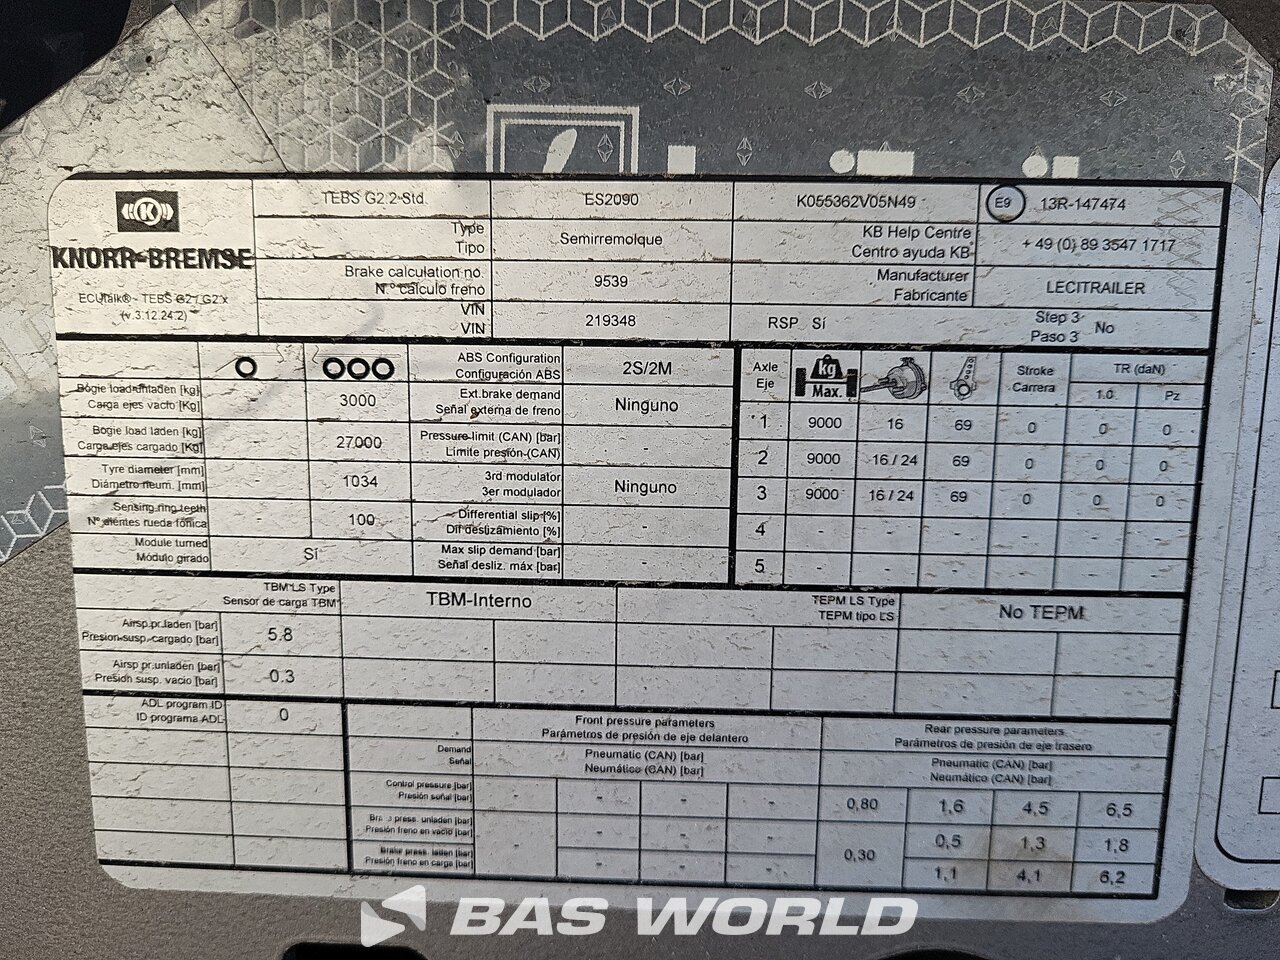 KNORR-BREMSE
ECUtalk® - TEBS G2 / G2.x
(v.3.12.24.2)
TEBS G2.2-Std ES2090 K055362V05N49 E9 13R-147474
Type
Tipo
Semirremolque
KB Help Centre
Centro ayuda KB
+ 49 (0) 89 3547 1717
Brake calculation no.
N.º cálculo freno
9539
Manufacturer
Fabricante
LECITRAILER
VIN
VIN
219348
RSP Sí
Step 3
Paso 3
No
ABS Configuration
Configuración ABS
2S/2M
Bogie load unladen [kg]
Carga ejes vacío [Kg]
3000
Ext.brake demand
Señal externa de freno
Ninguno
Bogie load laden [kg]
Carga ejes cargado [Kg]
27000
Pressure limit (CAN) [bar]
Límite presión (CAN)
-
Tyre diameter [mm]
Diámetro neum. [mm]
1034
3rd modulator
3er modulador
Ninguno
Sensing ring teeth
Nº dientes rueda fónica
100
Differential slip [%]
Dif deslizamiento [%]
-
Module turned
Módulo girado
Sí
Max slip demand [bar]
Señal desliz. máx [bar]
-
Axle
Eje
kg
Max.
Stroke
Carrera
TR (daN)
1.0 Pz
1 9000 16 69 0 0 0
2 9000 16 / 24 69 0 0 0
3 9000 16 / 24 69 0 0 0
4 - - - - - -
5 - - - - - -
TBM LS Type
Sensor de carga TBM
TBM-Interno
TEPM LS Type
TEPM tipo LS
No TEPM
Airsp.pr.laden [bar]
Presion susp. cargado [bar]
5.8
Airsp pr.unladen [bar]
Presión susp. vacio [bar]
0.3
ADL program ID
ID programa ADL
0
Front pressure parameters
Parámetros de presión de eje delantero
Rear pressure parameters
Parámetros de presión de eje trasero
Demand
Señal
Pneumatic (CAN) [bar]
Neumático (CAN) [bar]
Pneumatic (CAN) [bar]
Neumático (CAN) [bar]
Control pressure [bar]
Presión señal [bar]
- - - 0,80 1,6 4,5 6,5
Brake press. unladen [bar]
Presión freno en vacío [bar]
- - - - 0,30 0,5 1,3 1,8
Brake press. laden [bar]
Presión freno en carga [bar]
- - - 1,1 4,1 6,2
BAS WORLD